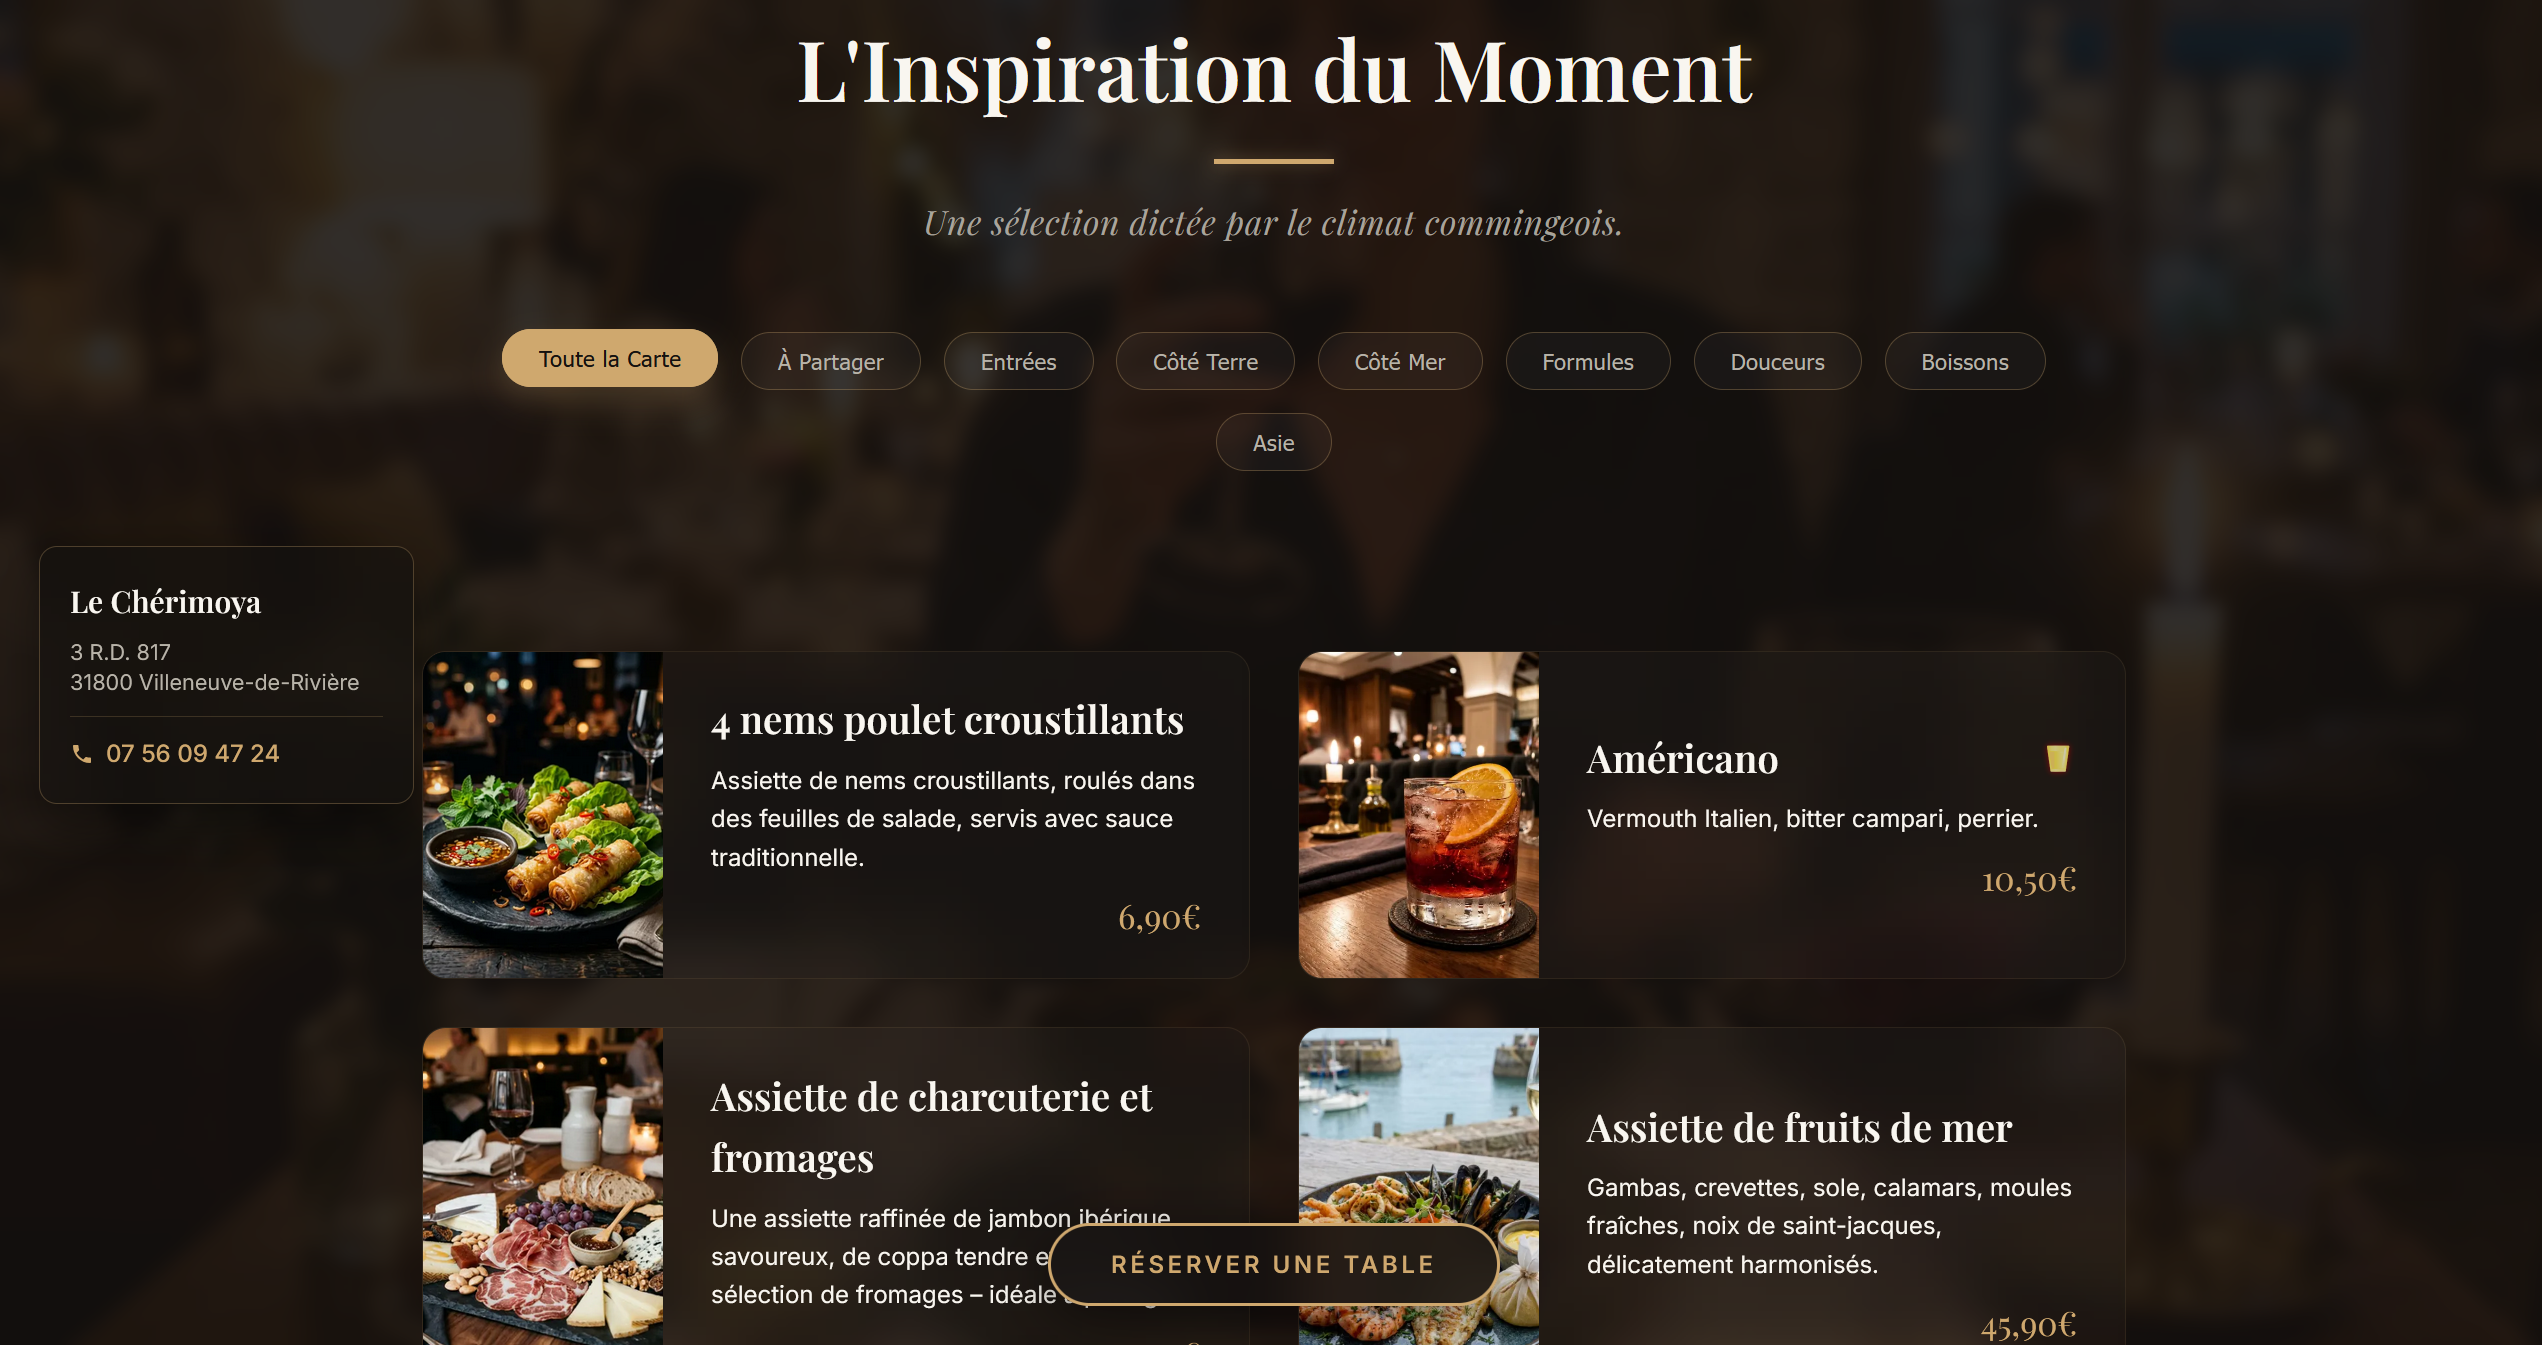 L'Inspiration du Moment
Une sélection dictée par le climat commingeois.
Toute la Carte
À Partager
Entrées
Côté Terre
Côté Mer
Formules
Douceurs
Boissons
Asie
Le Chérimoya
3 R.D. 817
31800 Villeneuve-de-Rivière
07 56 09 47 24
4 nems poulet croustillants
Assiette de nems croustillants, roulés dans
des feuilles de salade, servis avec sauce
traditionnelle.
6,90€
Américano
Vermouth Italien, bitter campari, perrier.
10,50€
Assiette de charcuterie et
fromages
Une assiette raffinée de jambon ibérique
savoureux, de coppa tendre
sélection de fromages – idéale
Assiette de fruits de mer
Gambas, crevettes, sole, calamars, moules
fraîches, noix de saint-jacques,
délicatement harmonisés.
45,90€
RÉSERVER UNE TABLE